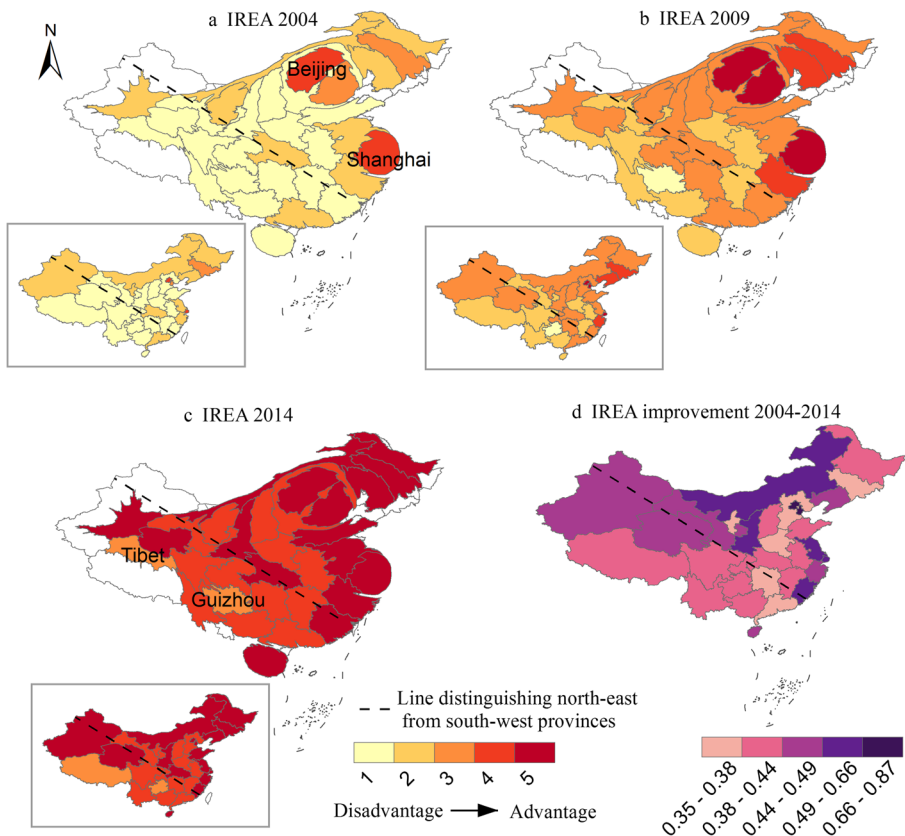 a IREA 2004
b IREA 2009
N
Beijing
Shanghai
c IREA 2014
d IREA improvement 2004-2014
Tibet
Guizhou
Line distinguishing north-east
from south-west provinces
1 2 3 4 5
Disadvantage Advantage
0.35 - 0.38
0.38 - 0.44
0.44 - 0.49
0.49 - 0.66
0.66 - 0.87